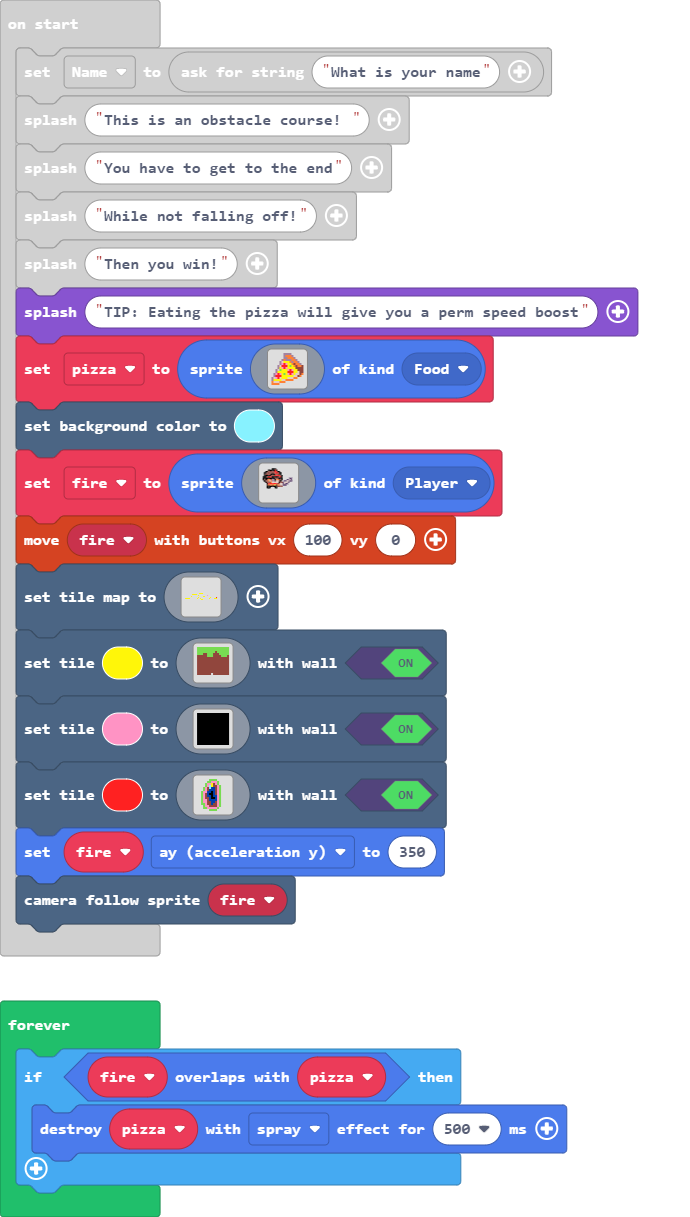 on start
set Name to ask for string "What is your name"
splash "This is an obstacle course! "
splash "You have to get to the end"
splash "While not falling off!"
splash "Then you win!"
splash "TIP: Eating the pizza will give you a perm speed boost"
set pizza to sprite of kind Food
set background color to
set fire to sprite of kind Player
move fire with buttons vx 100 vy 0
set tile map to
set tile to with wall ON
set tile to with wall ON
set tile to with wall ON
set fire ay (acceleration y) to 350
camera follow sprite fire
forever
if fire overlaps with pizza then
destroy pizza with spray effect for 500 ms